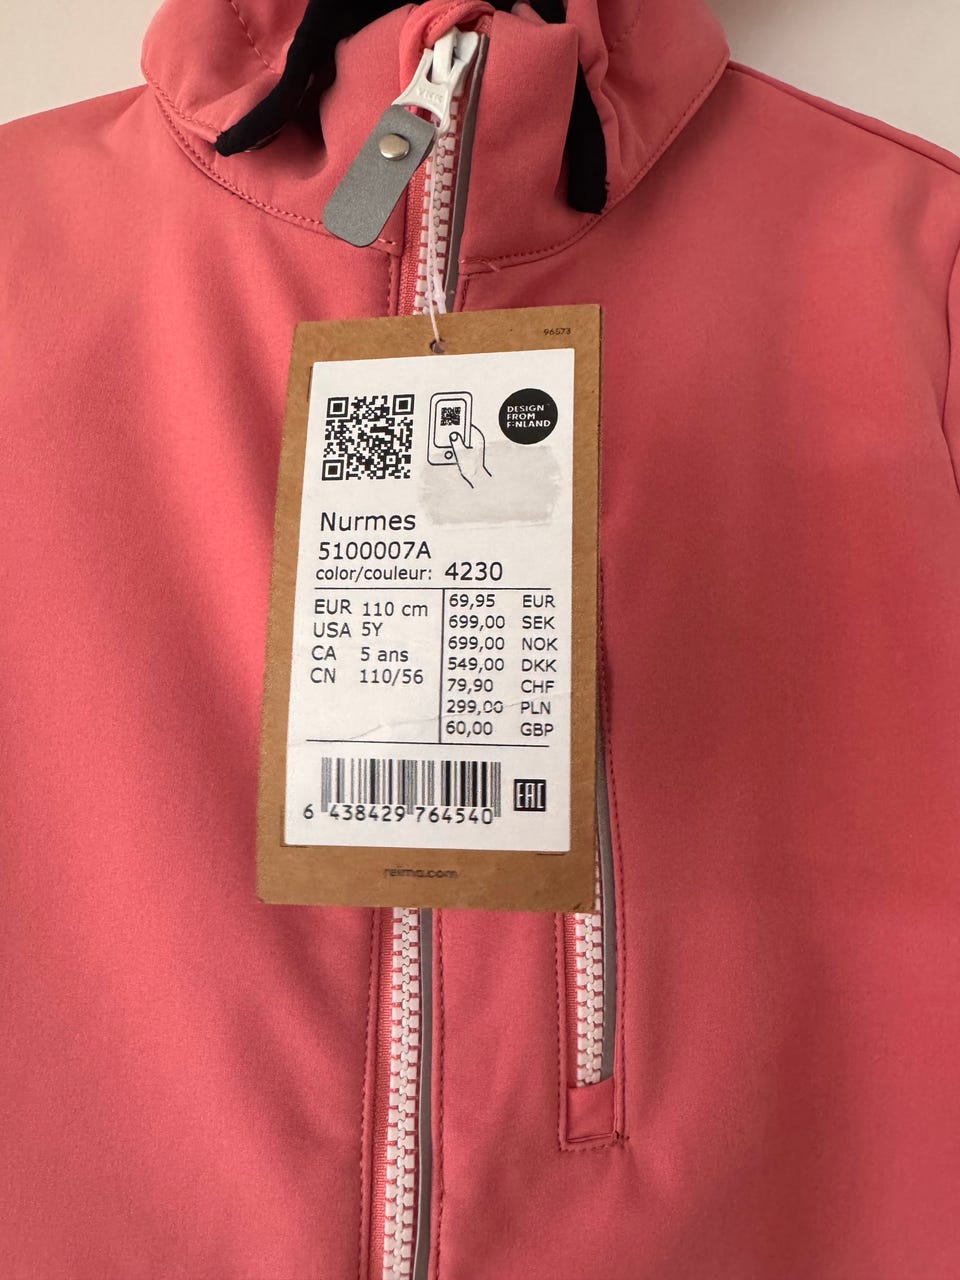 YKK
96573
DESIGN
FROM
FINLAND
Nurmes
5100007A
color/couleur: 4230
EUR 110 cm
USA 5Y
CA 5 ans
CN 110/56
69,95 EUR
699,00 SEK
699,00 NOK
549,00 DKK
79,90 CHF
299,00 PLN
60,00 GBP
6 438429 764540
EAC
reima.com